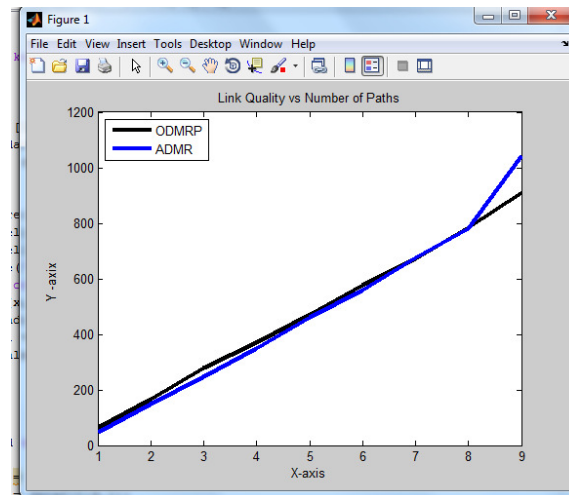 Figure 1
File Edit View Insert Tools Desktop Window Help
Link Quality vs Number of Paths
1200
1000
800
600
400
200
0
ODMRP
ADMR
Y -axix
1 2 3 4 5 6 7 8 9
X-axis